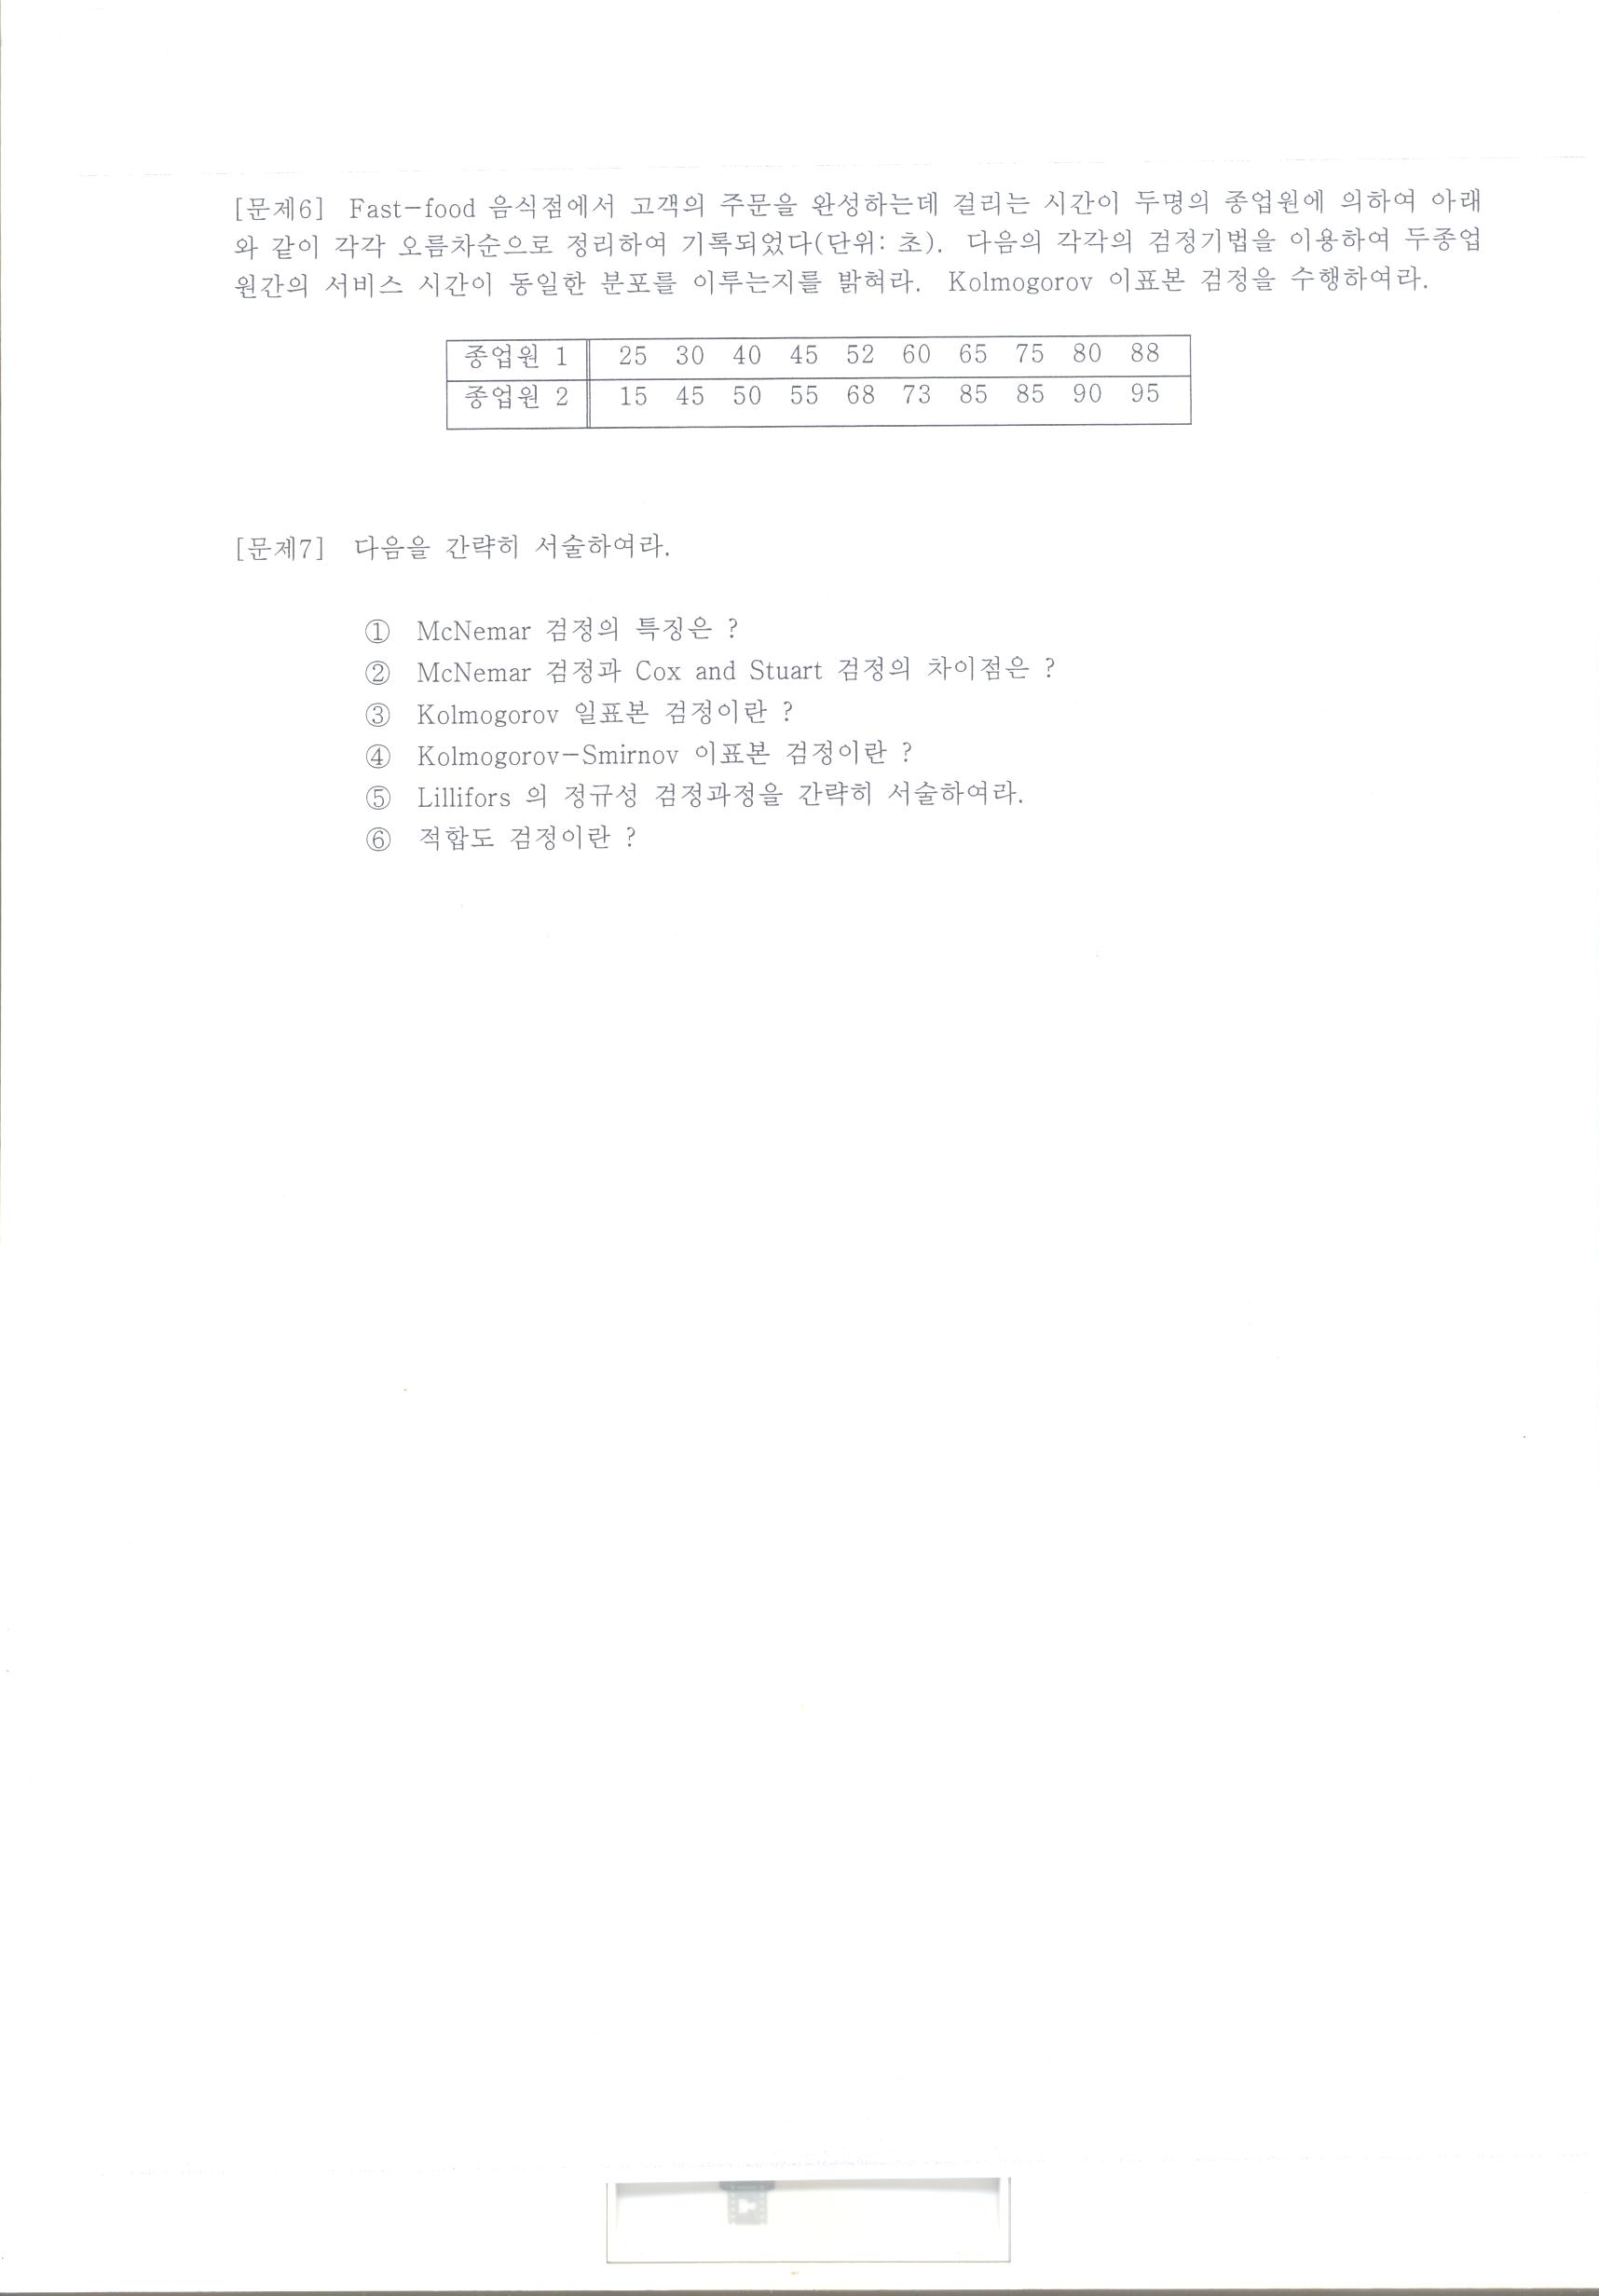 [문제6] Fast-food 음식점에서 고객의 주문을 완성하는데 걸리는 시간이 두명의 종업원에 의하여 아래
와 같이 각각 오름차순으로 정리하여 기록되었다(단위: 초). 다음의 각각의 검정기법을 이용하여 두종업
원간의 서비스 시간이 동일한 분포를 이루는지를 밝혀라. Kolmogorov 이표본 검정을 수행하여라.
종업원 1 25 30 40 45 52 60 65 75 80 88
종업원 2 15 45 50 55 68 73 85 85 90 95
[문제7] 다음을 간략히 서술하여라.
① McNemar 검정의 특징은 ?
② McNemar 검정과 Cox and Stuart 검정의 차이점은 ?
③ Kolmogorov 일표본 검정이란 ?
④ Kolmogorov-Smirnov 이표본 검정이란 ?
⑤ Lillifors 의 정규성 검정과정을 간략히 서술하여라.
⑥ 적합도 검정이란 ?